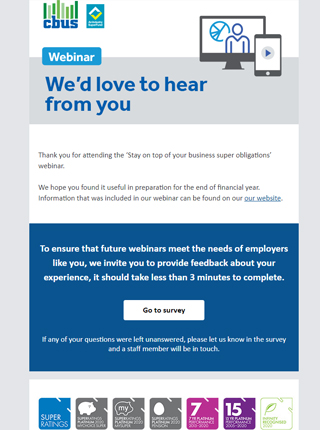 cbus
Webinar
We'd love to hear
from you
Thank you for attending the 'Stay on top of your business super obligations'
webinar.
We hope you found it useful in preparation for the end of financial year.
Information that was included in our webinar can be found on our our website.
To ensure that future webinars meet the needs of employers
like you, we invite you to provide feedback about your
experience, it should take less than 3 minutes to complete.
Go to survey
If any of your questions were left unanswered, please let us know in the survey
and a staff member will be in touch.
SUPER
RATINGS
my
7
15